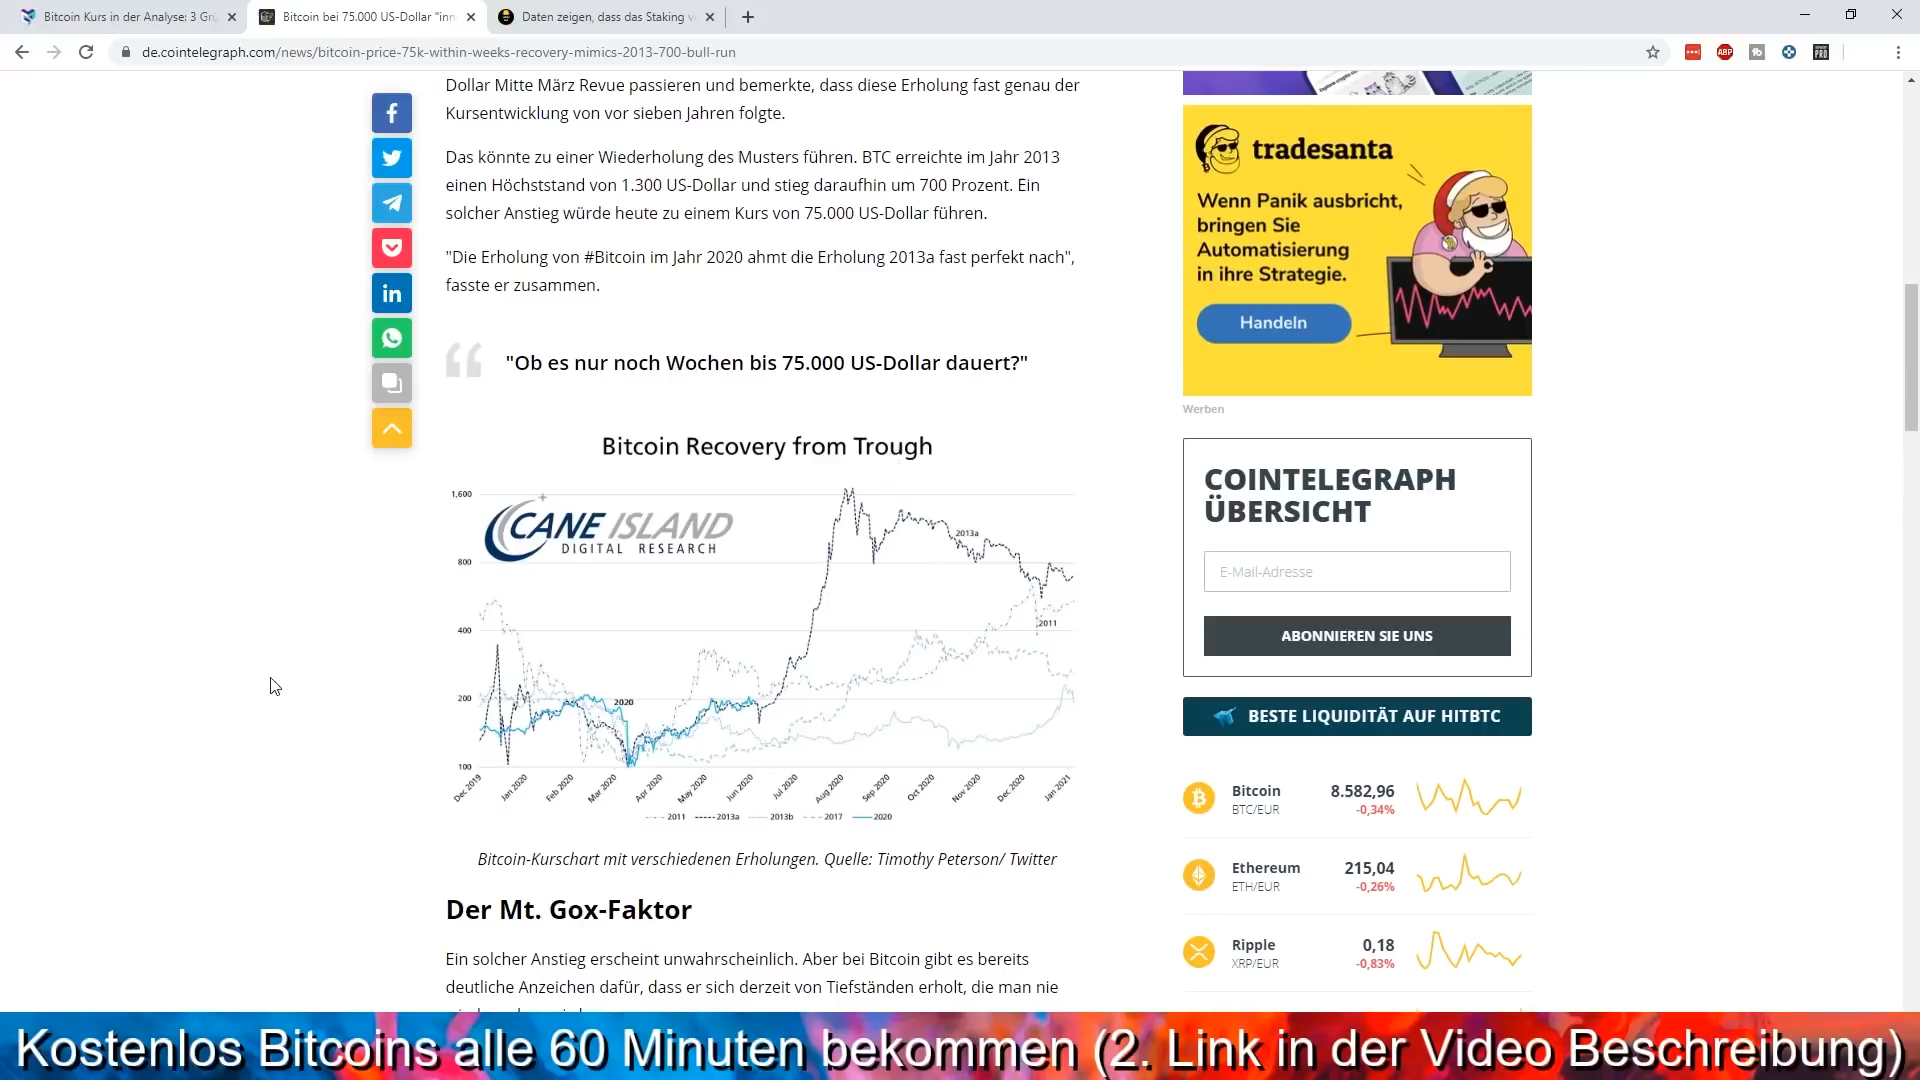 Bitcoin Kurs in der Analyse: 3 Grü
Bitcoin bei 75.000 US-Dollar "inn
Daten zeigen, dass das Staking v
de.cointelegraph.com/news/bitcoin-price-75k-within-weeks-recovery-mimics-2013-700-bull-run
ABP
PRO
Dollar Mitte März Revue passieren und bemerkte, dass diese Erholung fast genau der
Kursentwicklung von vor sieben Jahren folgte.
Das könnte zu einer Wiederholung des Musters führen. BTC erreichte im Jahr 2013
einen Höchststand von 1.300 US-Dollar und stieg daraufhin um 700 Prozent. Ein
solcher Anstieg würde heute zu einem Kurs von 75.000 US-Dollar führen.
"Die Erholung von #Bitcoin im Jahr 2020 ahmt die Erholung 2013a fast perfekt nach",
fasste er zusammen.
"Ob es nur noch Wochen bis 75.000 US-Dollar dauert?"
Bitcoin Recovery from Trough
CANE ISLAND
DIGITAL RESEARCH
1,600
800
400
200
100
2013a
2011
2020
Dec 2019
Jan 2020
Feb 2020
Mar 2020
Apr 2020
May 2020
Jun 2020
Jul 2020
Aug 2020
Sep 2020
Oct 2020
Nov 2020
Dec 2020
Jan 2021
2011 2013a 2013b 2017 2020
Bitcoin-Kurschart mit verschiedenen Erholungen. Quelle: Timothy Peterson/ Twitter
Der Mt. Gox-Faktor
Ein solcher Anstieg erscheint unwahrscheinlich. Aber bei Bitcoin gibt es bereits
deutliche Anzeichen dafür, dass er sich derzeit von Tiefständen erholt, die man nie
tradesanta
Wenn Panik ausbricht,
bringen Sie
Automatisierung
in ihre Strategie.
Handeln
Werben
COINTELEGRAPH
ÜBERSICHT
E-Mail-Adresse
ABONNIEREN SIE UNS
BESTE LIQUIDITÄT AUF HITBTC
Bitcoin 8.582,96
BTC/EUR -0,34%
Ethereum 215,04
ETH/EUR -0,26%
Ripple 0,18
XRP/EUR -0,83%
Kostenlos Bitcoins alle 60 Minuten bekommen (2. Link in der Video Beschreibung)